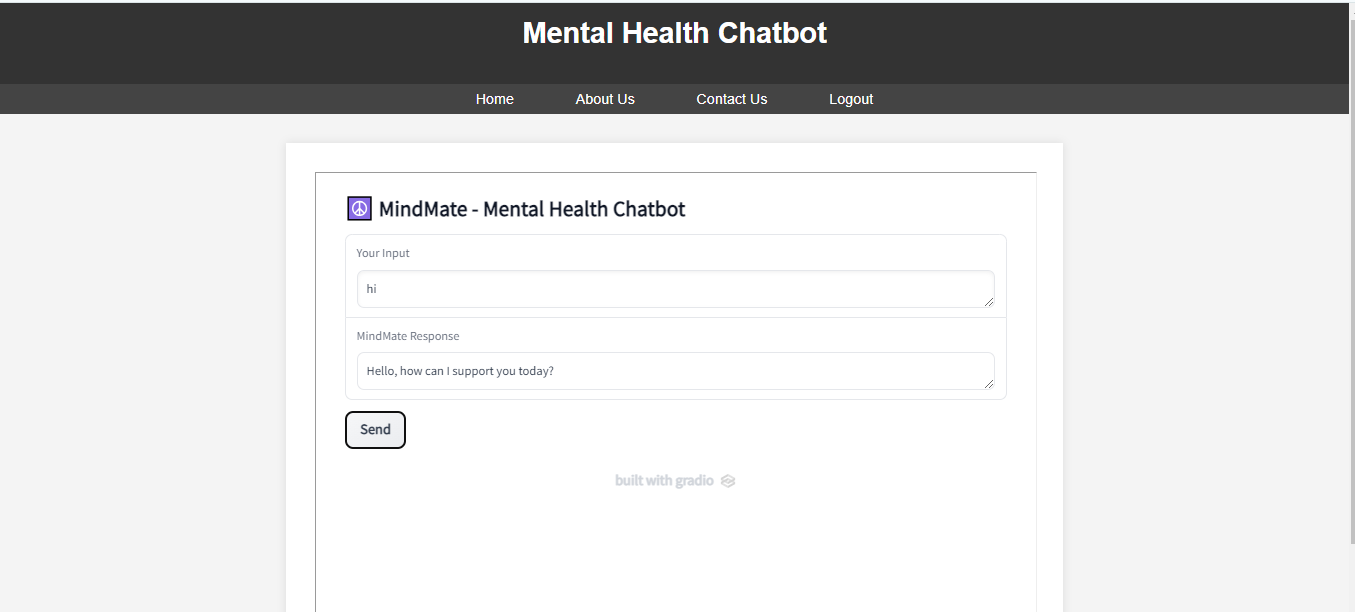 Mental Health Chatbot
Home About Us Contact Us Logout
MindMate - Mental Health Chatbot
Your Input
hi
MindMate Response
Hello, how can I support you today?
Send
built with gradio